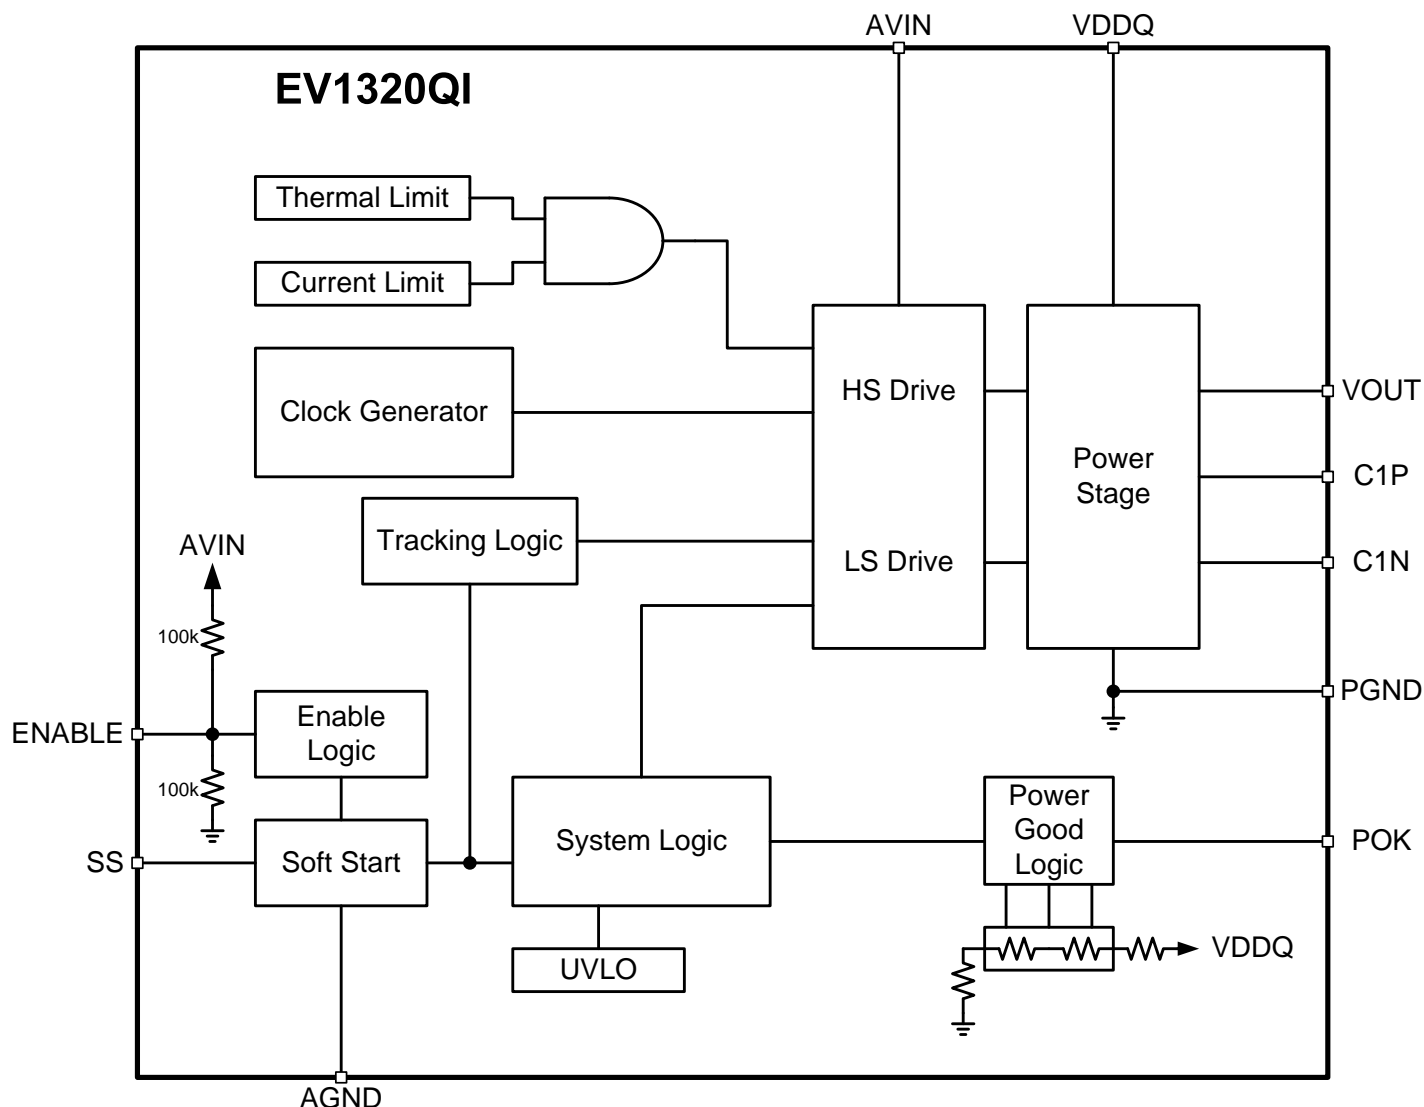 AVIN
VDDQ
EV1320QI
Thermal Limit
Current Limit
Clock Generator
HS Drive
VOUT
Power
Stage
C1P
Tracking Logic
LS Drive
C1N
AVIN
100k
PGND
Enable
Logic
ENABLE
100k
Power
Good
Logic
System Logic
POK
SS
Soft Start
VDDQ
UVLO
AGND